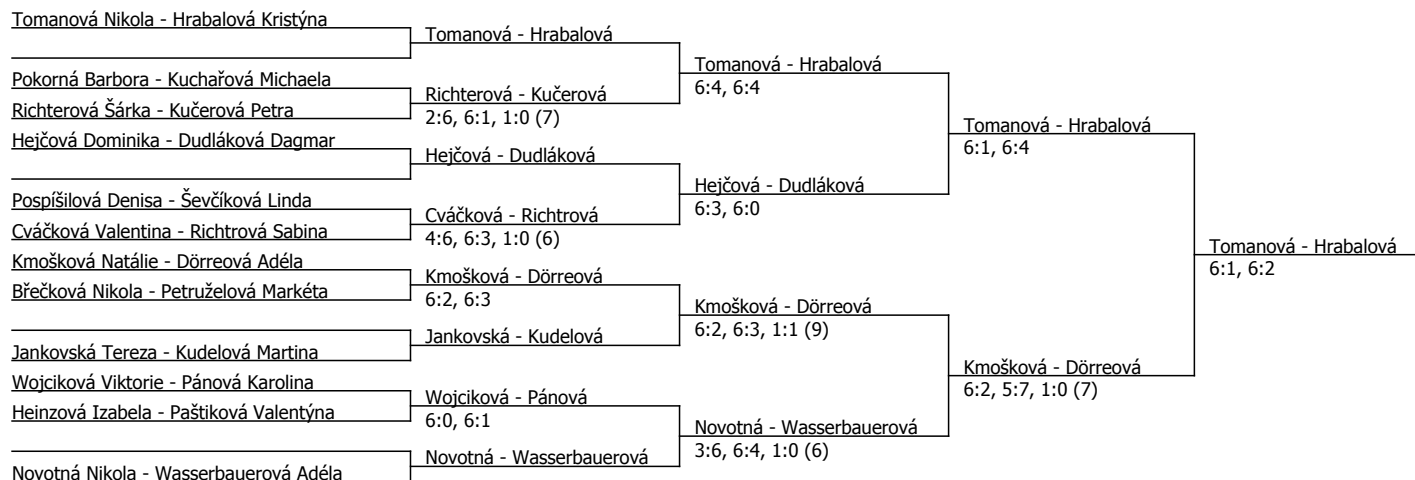 Tomanová Nikola - Hrabalová Kristýna
Pokorná Barbora - Kuchařová Michaela
Richterová Šárka - Kučerová Petra
Hejčová Dominika - Dudláková Dagmar
Pospíšilová Denisa - Ševčíková Linda
Cváčková Valentina - Richtrová Sabina
Kmošková Natálie - Dörreová Adéla
Břečková Nikola - Petruželová Markéta
Jankovská Tereza - Kudelová Martina
Wojciková Viktorie - Pánová Karolina
Heinzová Izabela - Paštiková Valentýna
Novotná Nikola - Wasserbauerová Adéla
Tomanová - Hrabalová
Richterová - Kučerová
2:6, 6:1, 1:0 (7)
Hejčová - Dudláková
Cváčková - Richtrová
4:6, 6:3, 1:0 (6)
Kmošková - Dörreová
6:2, 6:3
Jankovská - Kudelová
Wojciková - Pánová
6:0, 6:1
Novotná - Wasserbauerová
Tomanová - Hrabalová
6:4, 6:4
Hejčová - Dudláková
6:3, 6:0
Kmošková - Dörreová
6:2, 6:3, 1:1 (9)
Novotná - Wasserbauerová
3:6, 6:4, 1:0 (6)
Tomanová - Hrabalová
6:1, 6:4
Kmošková - Dörreová
6:2, 5:7, 1:0 (7)
Tomanová - Hrabalová
6:1, 6:2